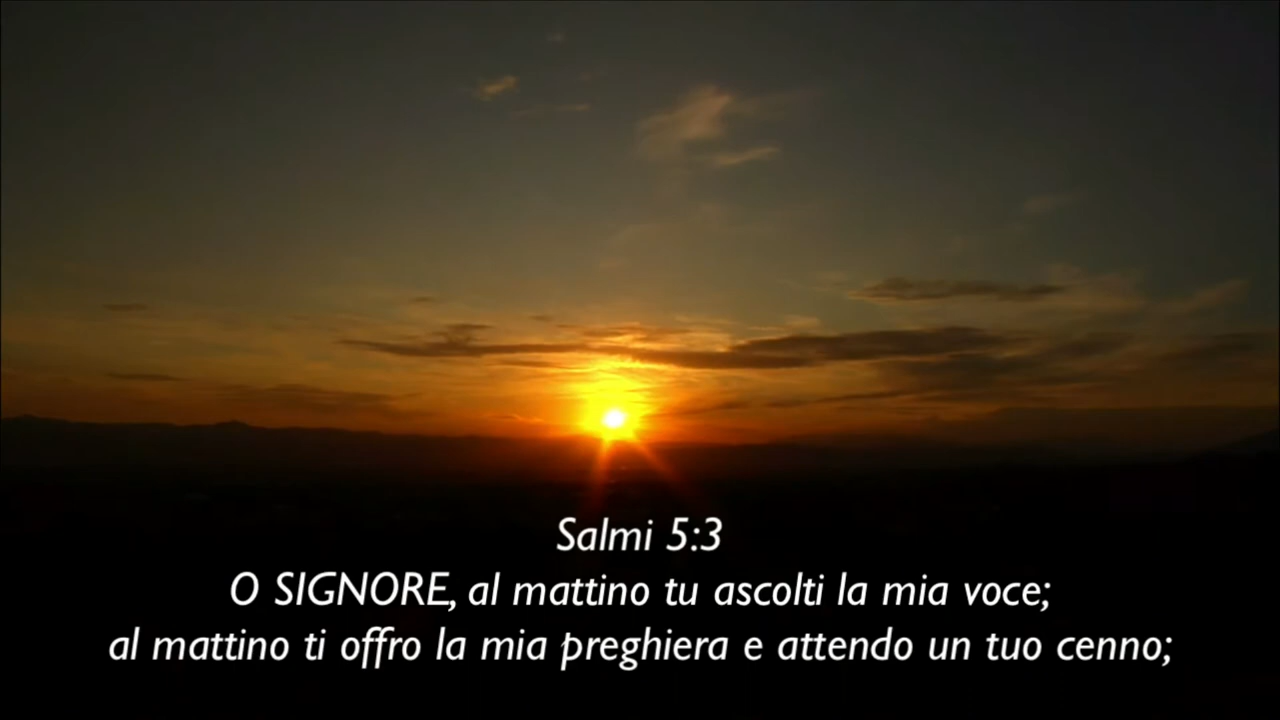 Salmi 5:3
O SIGNORE, al mattino tu ascolti la mia voce;
al mattino ti offro la mia preghiera e attendo un tuo cenno;